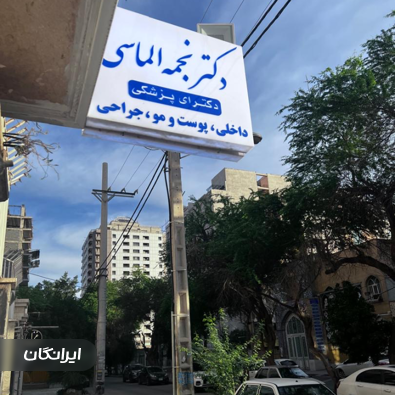 دکتر نجمه الماسی
دکترای پزشکی
داخلی، پوست و مو، جراحی
ایرانگان